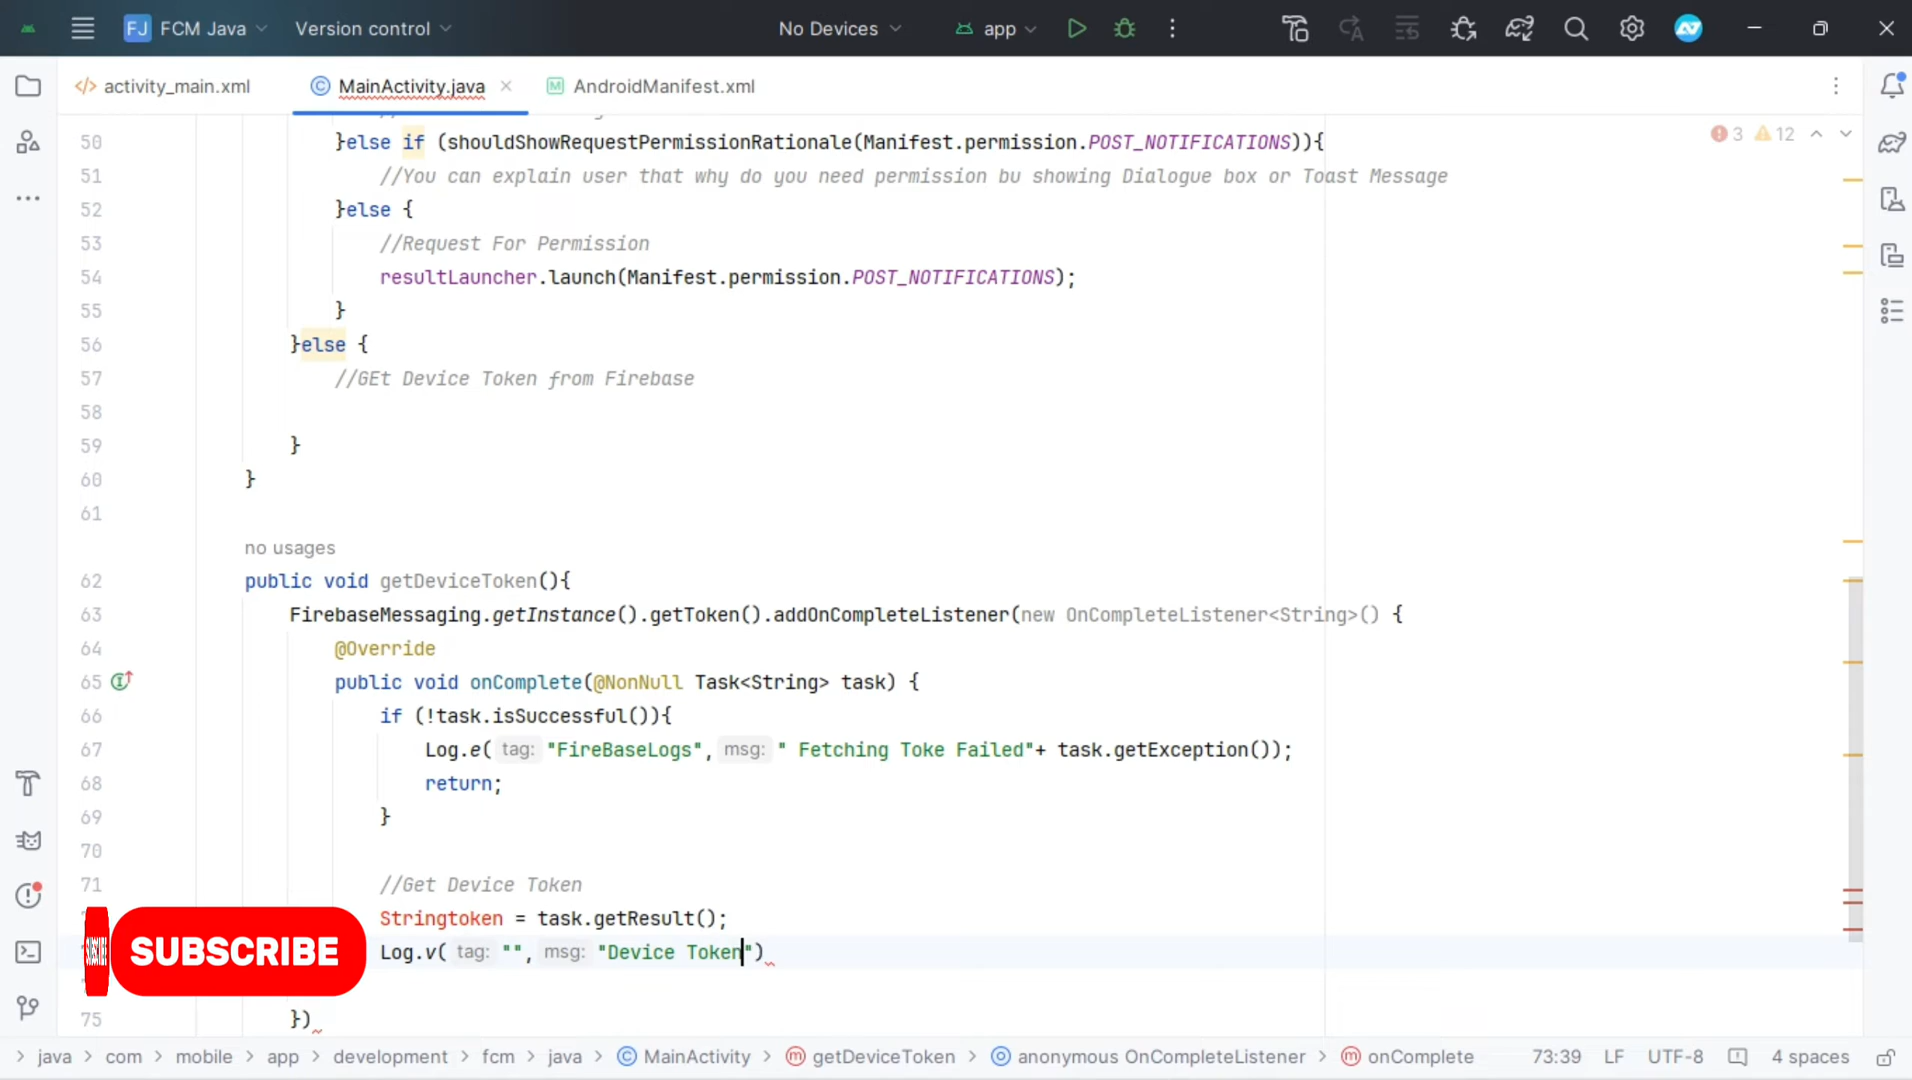 FJ FCM Java Version control No Devices app
activity_main.xml MainActivity.java AndroidManifest.xml
50 }else if (shouldShowRequestPermissionRationale(Manifest.permission.POST_NOTIFICATIONS)){ 3 12
51 //You can explain user that why do you need permission bu showing Dialogue box or Toast Message
52 }else {
53 //Request For Permission
54 resultLauncher.launch(Manifest.permission.POST_NOTIFICATIONS);
55 }
56 }else {
57 //GEt Device Token from Firebase
58
59 }
60 }
61
no usages
62 public void getDeviceToken(){
63 FirebaseMessaging.getInstance().getToken().addOnCompleteListener(new OnCompleteListener<String>() {
64 @Override
65 public void onComplete(@NonNull Task<String> task) {
66 if (!task.isSuccessful()){
67 Log.e( tag: "FireBaseLogs", msg: " Fetching Toke Failed"+ task.getException());
68 return;
69 }
70
71 //Get Device Token
Stringtoken = task.getResult();
SUBSCRIBE Log.v( tag: "", msg: "Device Token")
75 })
java > com > mobile > app > development > fcm > java > MainActivity > getDeviceToken > anonymous OnCompleteListener > onComplete 73:39 LF UTF-8 4 spaces